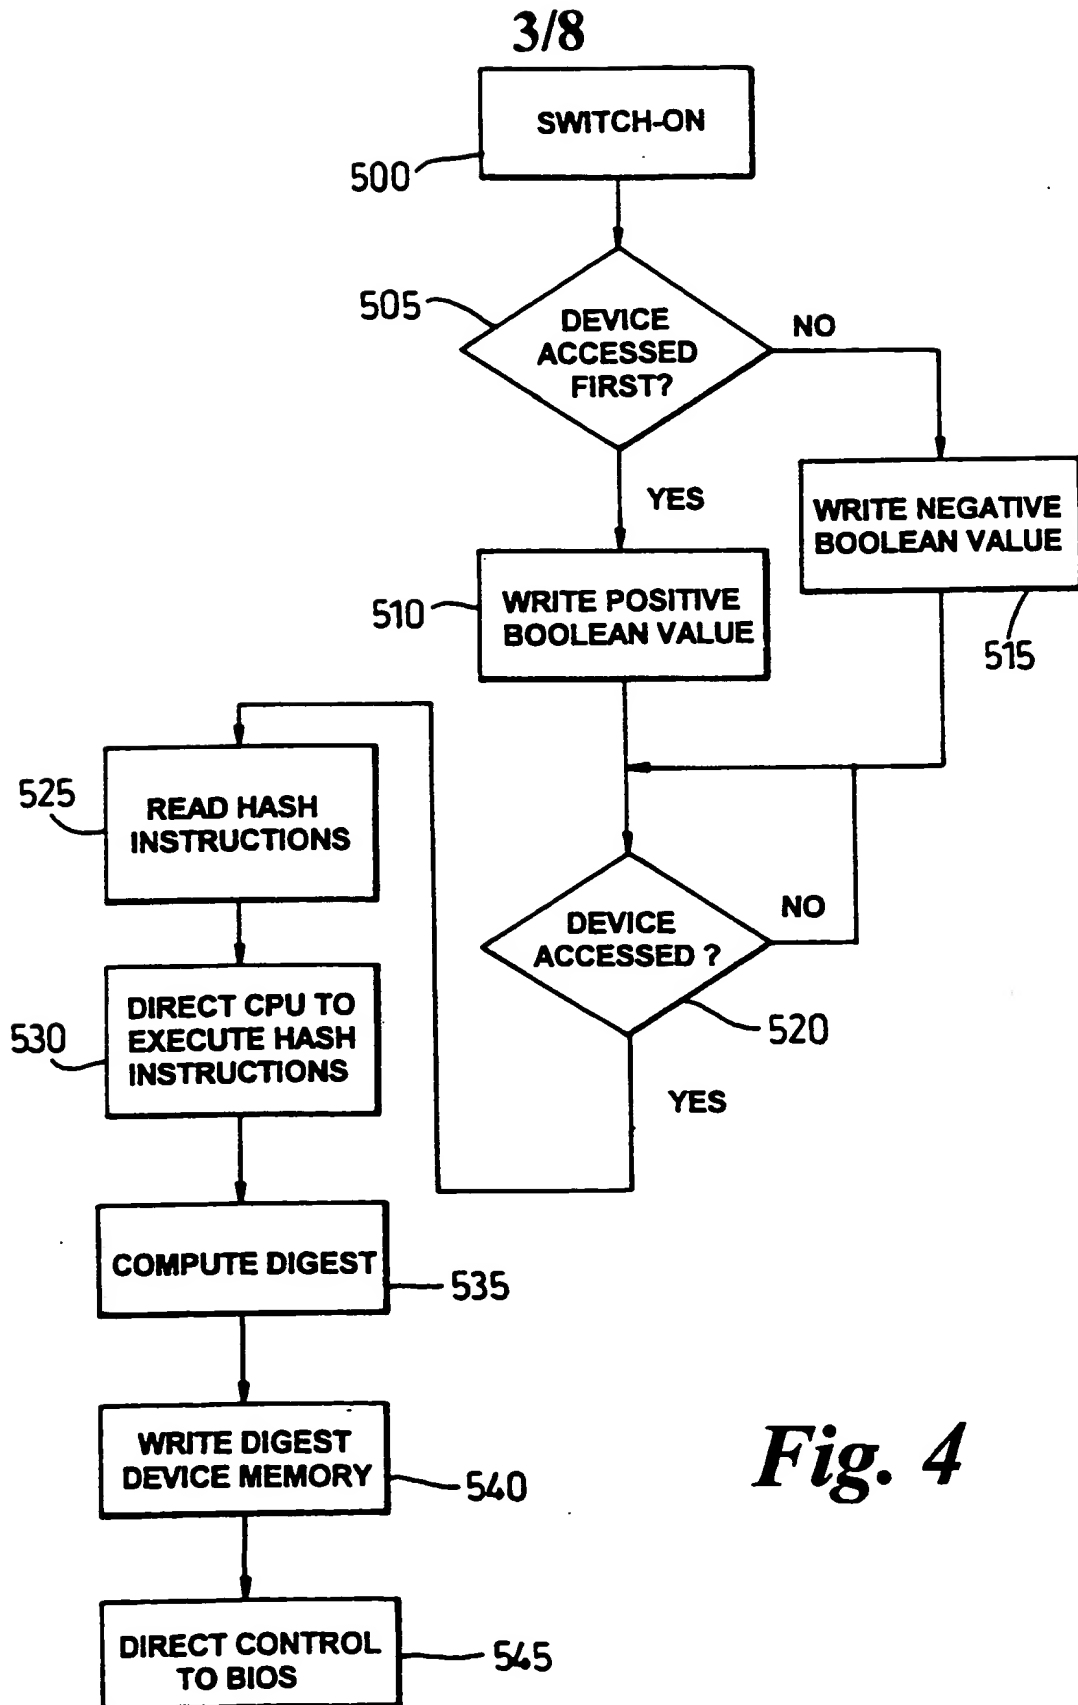 3/8
SWITCH-ON
500
505
DEVICE
ACCESSED
FIRST?
NO
YES
WRITE NEGATIVE
BOOLEAN VALUE
515
510
WRITE POSITIVE
BOOLEAN VALUE
525
READ HASH
INSTRUCTIONS
DEVICE
ACCESSED ?
NO
520
YES
530
DIRECT CPU TO
EXECUTE HASH
INSTRUCTIONS
COMPUTE DIGEST
535
WRITE DIGEST
DEVICE MEMORY
540
Fig. 4
DIRECT CONTROL
TO BIOS
545